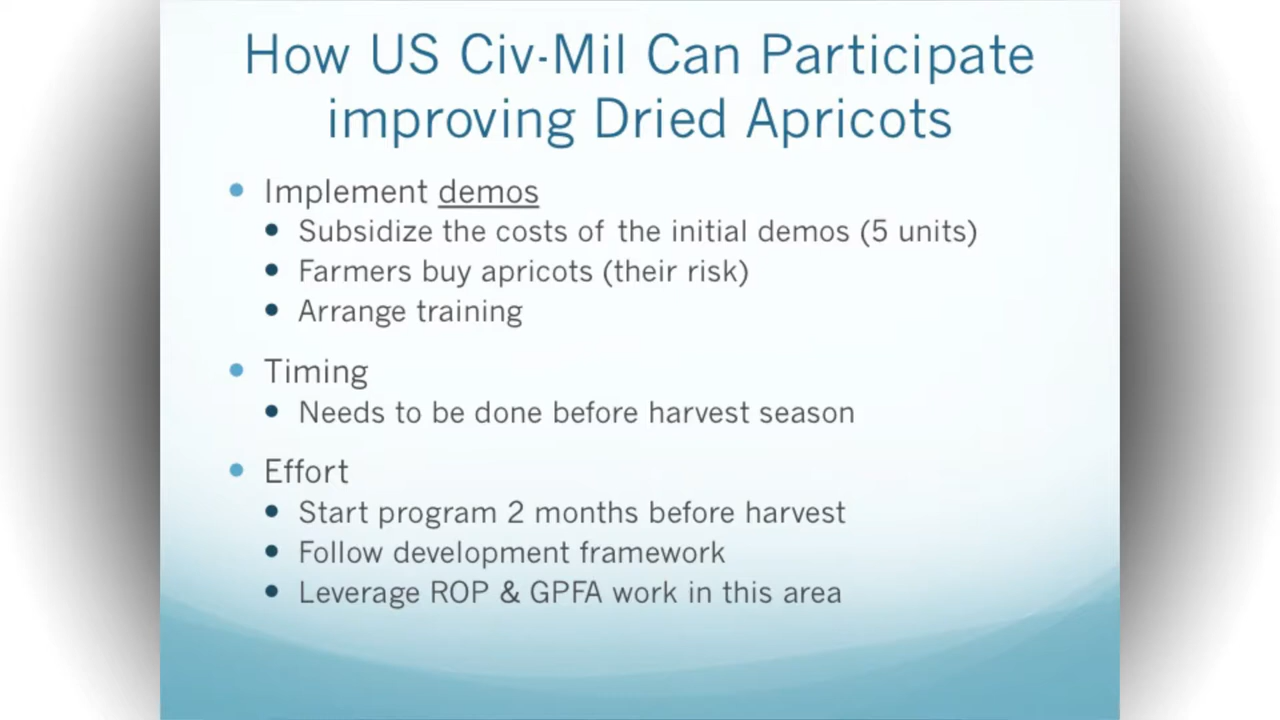 How US Civ-Mil Can Participate
improving Dried Apricots
Implement demos
Subsidize the costs of the initial demos (5 units)
Farmers buy apricots (their risk)
Arrange training
Timing
Needs to be done before harvest season
Effort
Start program 2 months before harvest
Follow development framework
Leverage ROP & GPFA work in this area